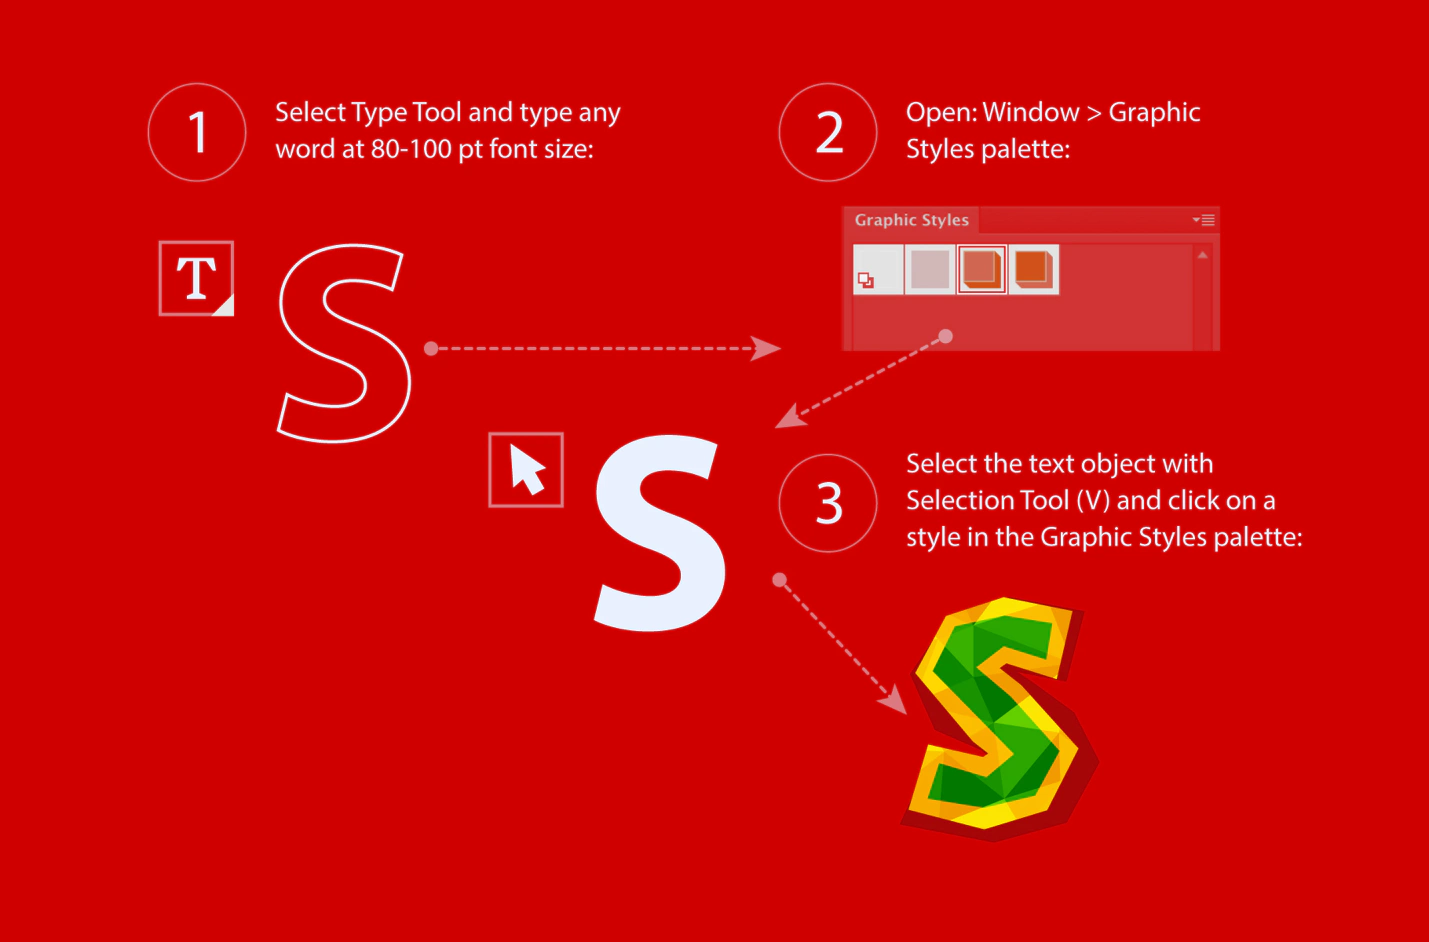 1
Select Type Tool and type any
word at 80-100 pt font size:
T
S
2
Open: Window > Graphic
Styles palette:
Graphic Styles
S
3
Select the text object with
Selection Tool (V) and click on a
style in the Graphic Styles palette:
S